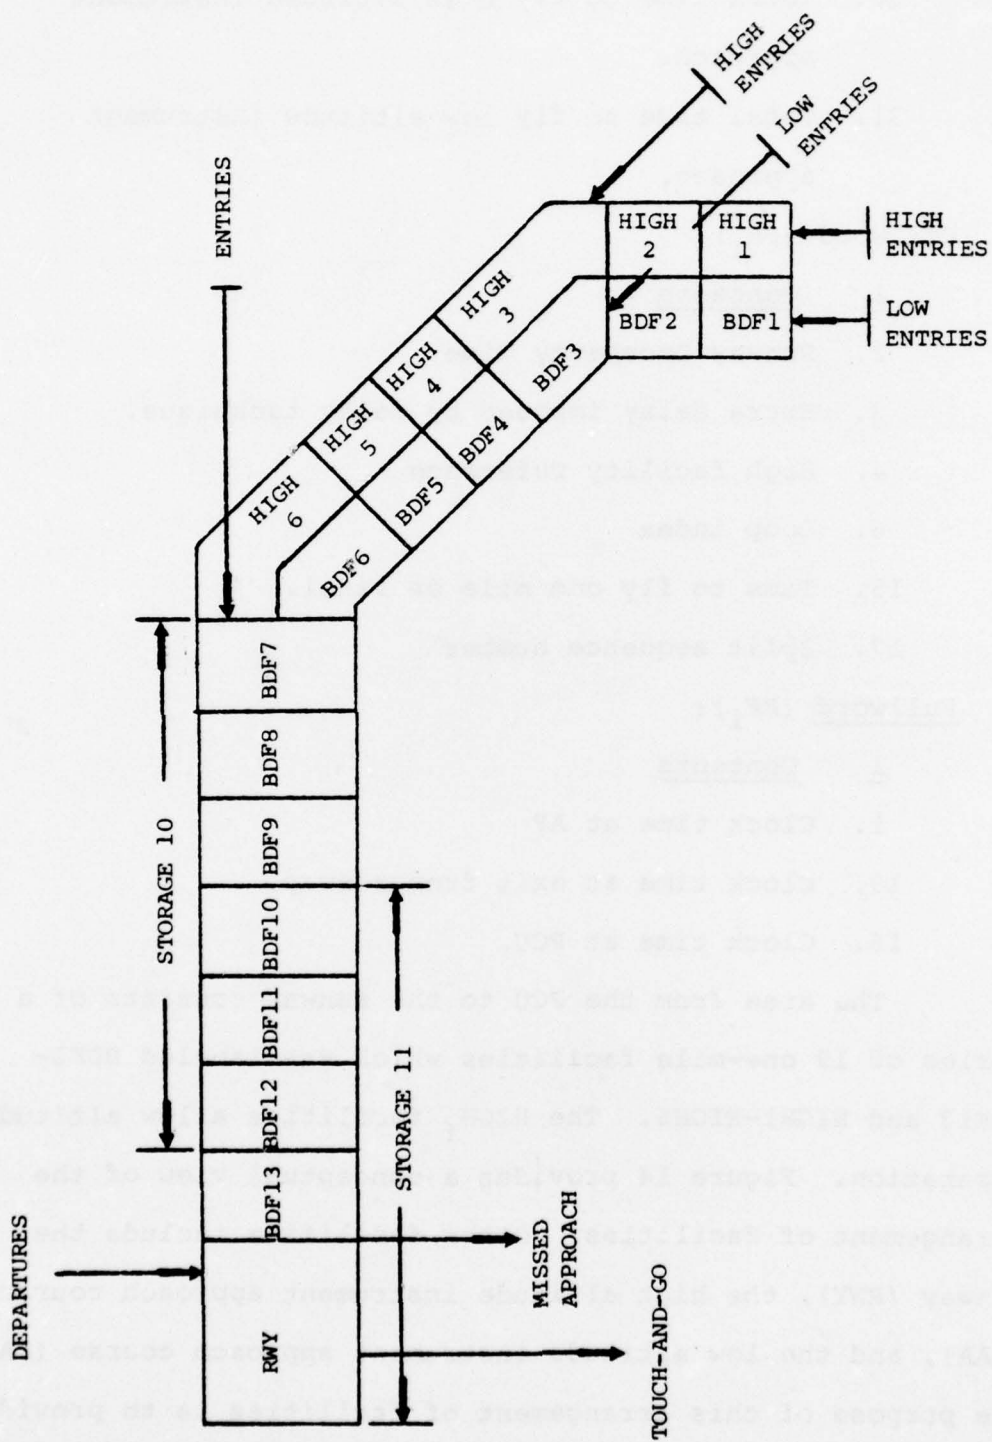 DEPARTURES
RWY
BDF13
BDF12
BDF11
BDF10
BDF9
BDF8
BDF7
STORAGE 10
STORAGE 11
MISSED
APPROACH
TOUCH-AND-GO
ENTRIES
HIGH
6
HIGH
5
HIGH
4
HIGH
3
HIGH
2
HIGH
1
BDF6
BDF5
BDF4
BDF3
BDF2
BDF1
HIGH
ENTRIES
LOW
ENTRIES
HIGH
ENTRIES
LOW
ENTRIES